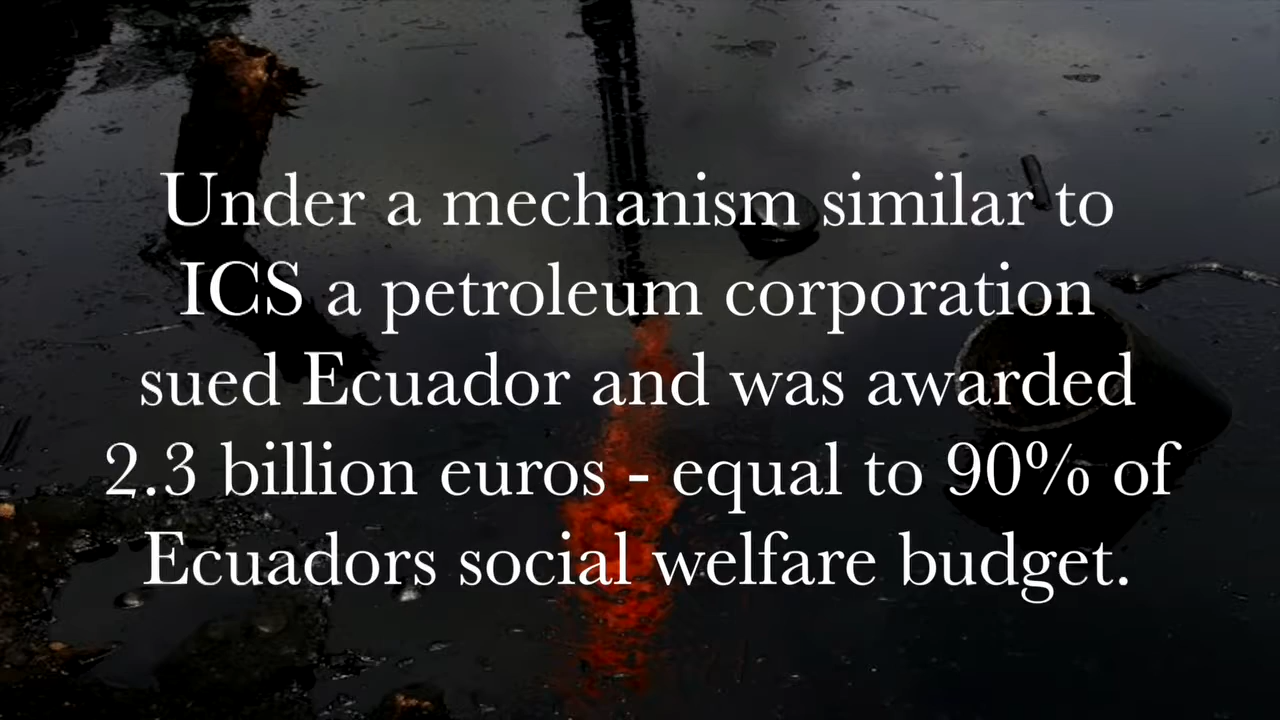 Under a mechanism similar to
ICS a petroleum corporation
sued Ecuador and was awarded
2.3 billion euros - equal to 90% of
Ecuadors social welfare budget.